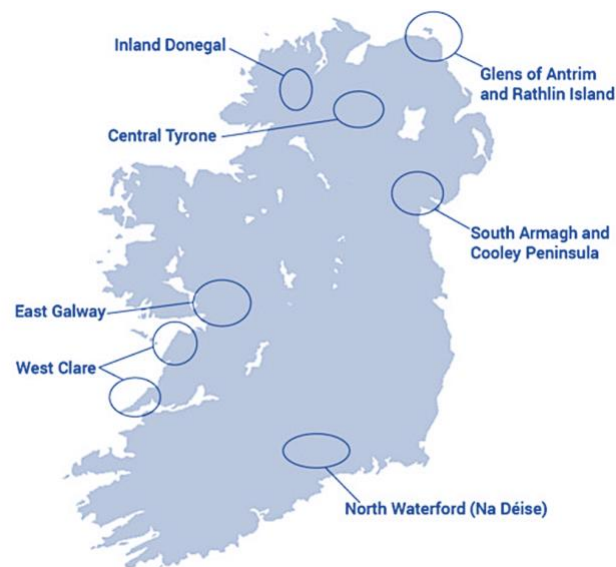 Inland Donegal
Glens of Antrim
and Rathlin Island
Central Tyrone
South Armagh and
Cooley Peninsula
East Galway
West Clare
North Waterford (Na Déise)